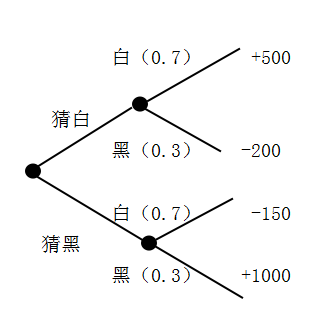 白（0.7） +500
猜白
黑（0.3） -200
白（0.7） -150
猜黑
黑（0.3） +1000